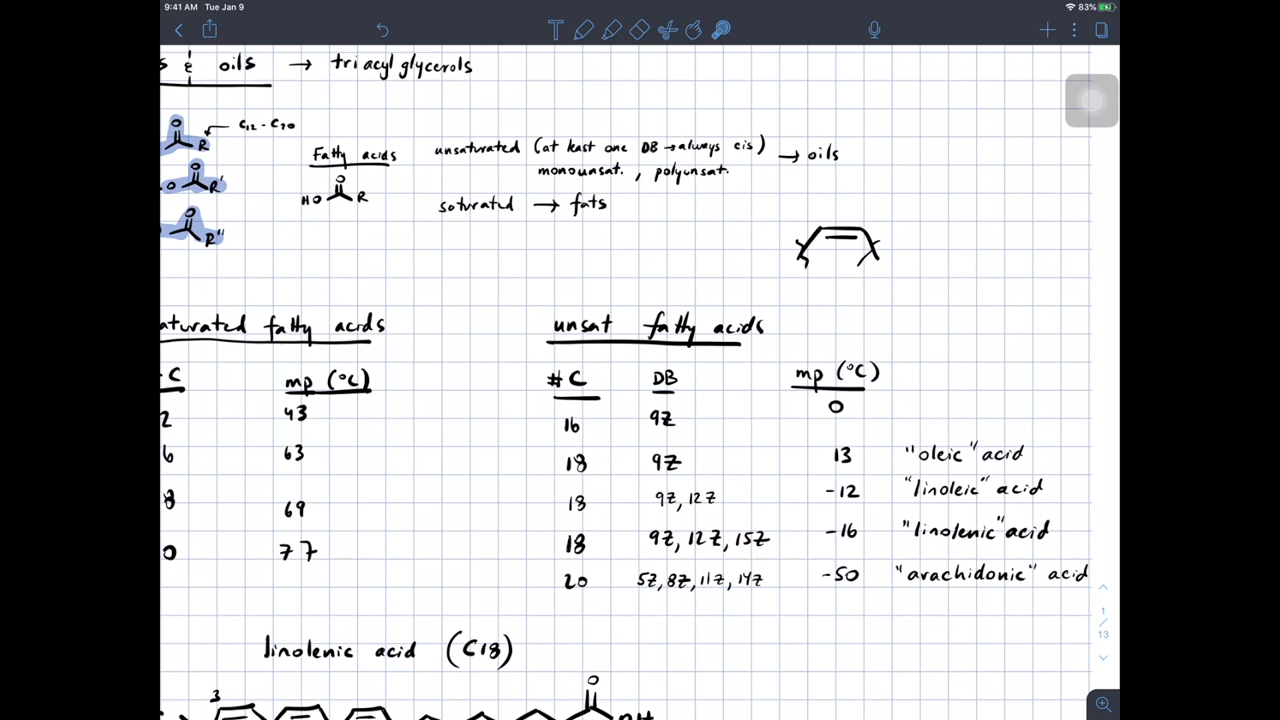 9:41 AM Tue Jan 9
83%
s & oils → triacylglycerols
C12 - C20
O
R
O
O
R'
O
R"
Fatty acids
O
HO
R
unsaturated (at least one DB → always cis) → oils
monounsat. , polyunsat.
saturated → fats
aturated fatty acids
C mp (°C)
2 43
6 63
8 69
0 77
unsat fatty acids
# C DB mp (°C)
16 9Z 0
18 9Z 13 "oleic" acid
18 9Z, 12Z -12 "linoleic" acid
18 9Z, 12Z, 15Z -16 "linolenic" acid
20 5Z, 8Z, 11Z, 14Z -50 "arachidonic" acid
1
/
13
linolenic acid (C18)
3
O
OH